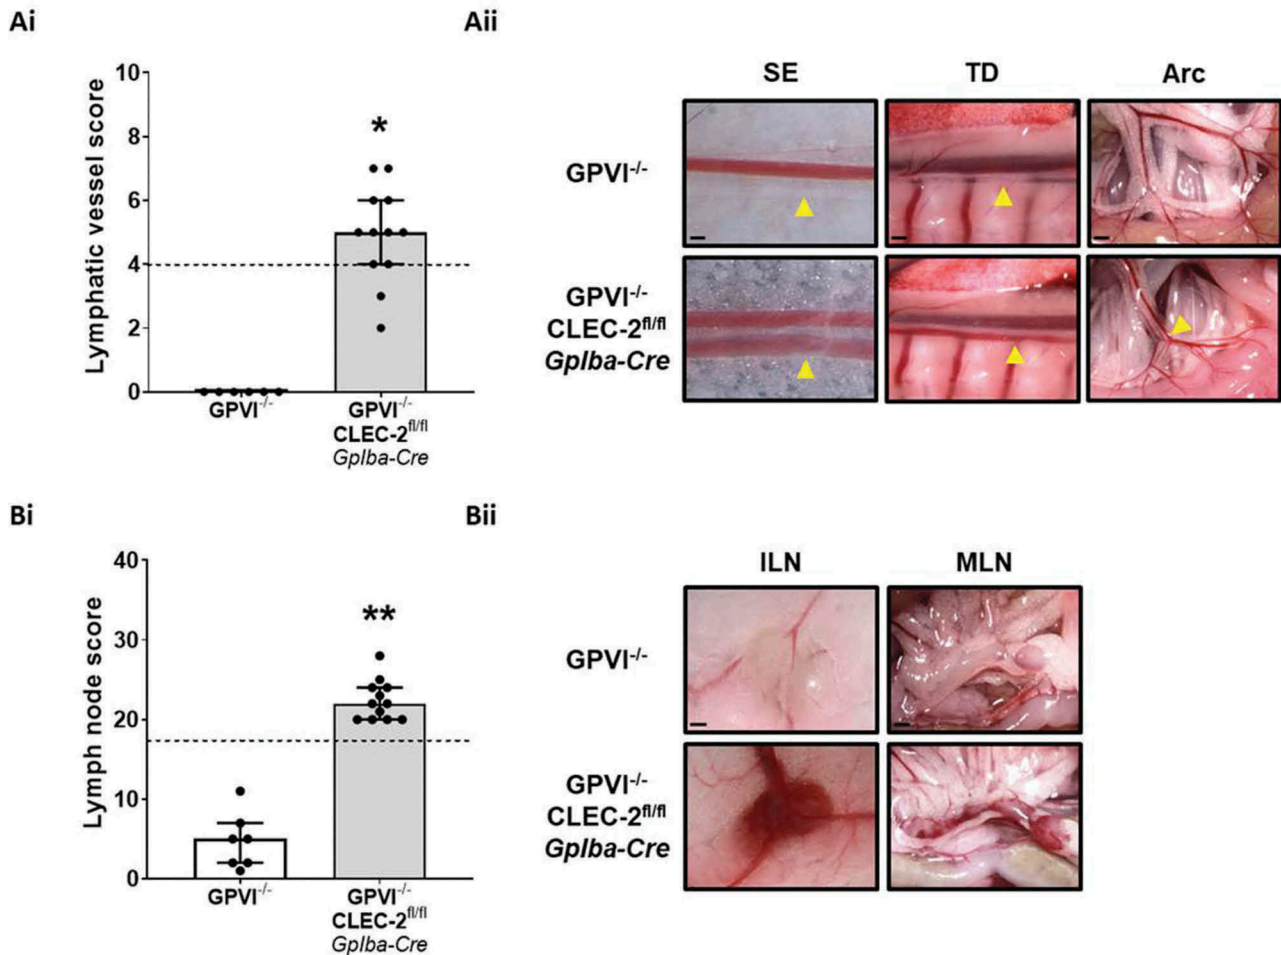 Ai
10
8
6
4
2
0
Lymphatic vessel score
*
GPVI-/-
GPVI-/-
CLEC-2fl/fl
GpIba-Cre
Aii
SE TD Arc
GPVI-/-
GPVI-/-
CLEC-2fl/fl
GpIba-Cre
Bi
40
30
20
10
0
Lymph node score
**
GPVI-/-
GPVI-/-
CLEC-2fl/fl
GpIba-Cre
Bii
ILN MLN
GPVI-/-
GPVI-/-
CLEC-2fl/fl
GpIba-Cre